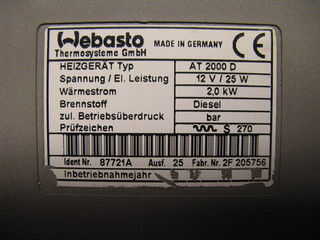 Webasto MADE IN GERMANY CE
Thermosysteme GmbH
HEIZGERÄT Typ AT 2000 D
Spannung / El. Leistung 12 V / 25 W
Wärmestrom 2,0 kW
Brennstoff Diesel
zul. Betriebsüberdruck bar
Prüfzeichen S 270
Ident Nr. 87721A Ausf. 25 Fabr. Nr. 2F 205756
Inbetriebnahmejahr